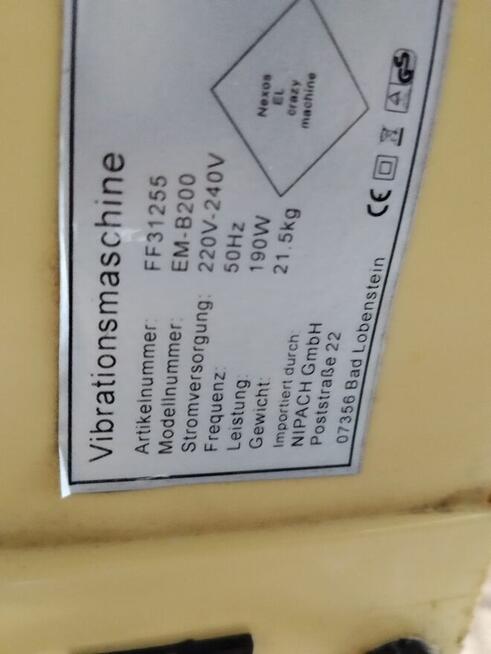 Vibrationsmaschine
Artikelnummer: FF31255
Modellnummer: EM-B200
Stromversorgung: 220V-240V
Frequenz: 50Hz
Leistung: 190W
Gewicht: 21.5kg
Importiert durch:
NIPACH GmbH
Poststraße 22
07356 Bad Lobenstein
Nexos
EL
crazy
machine
CE
GS